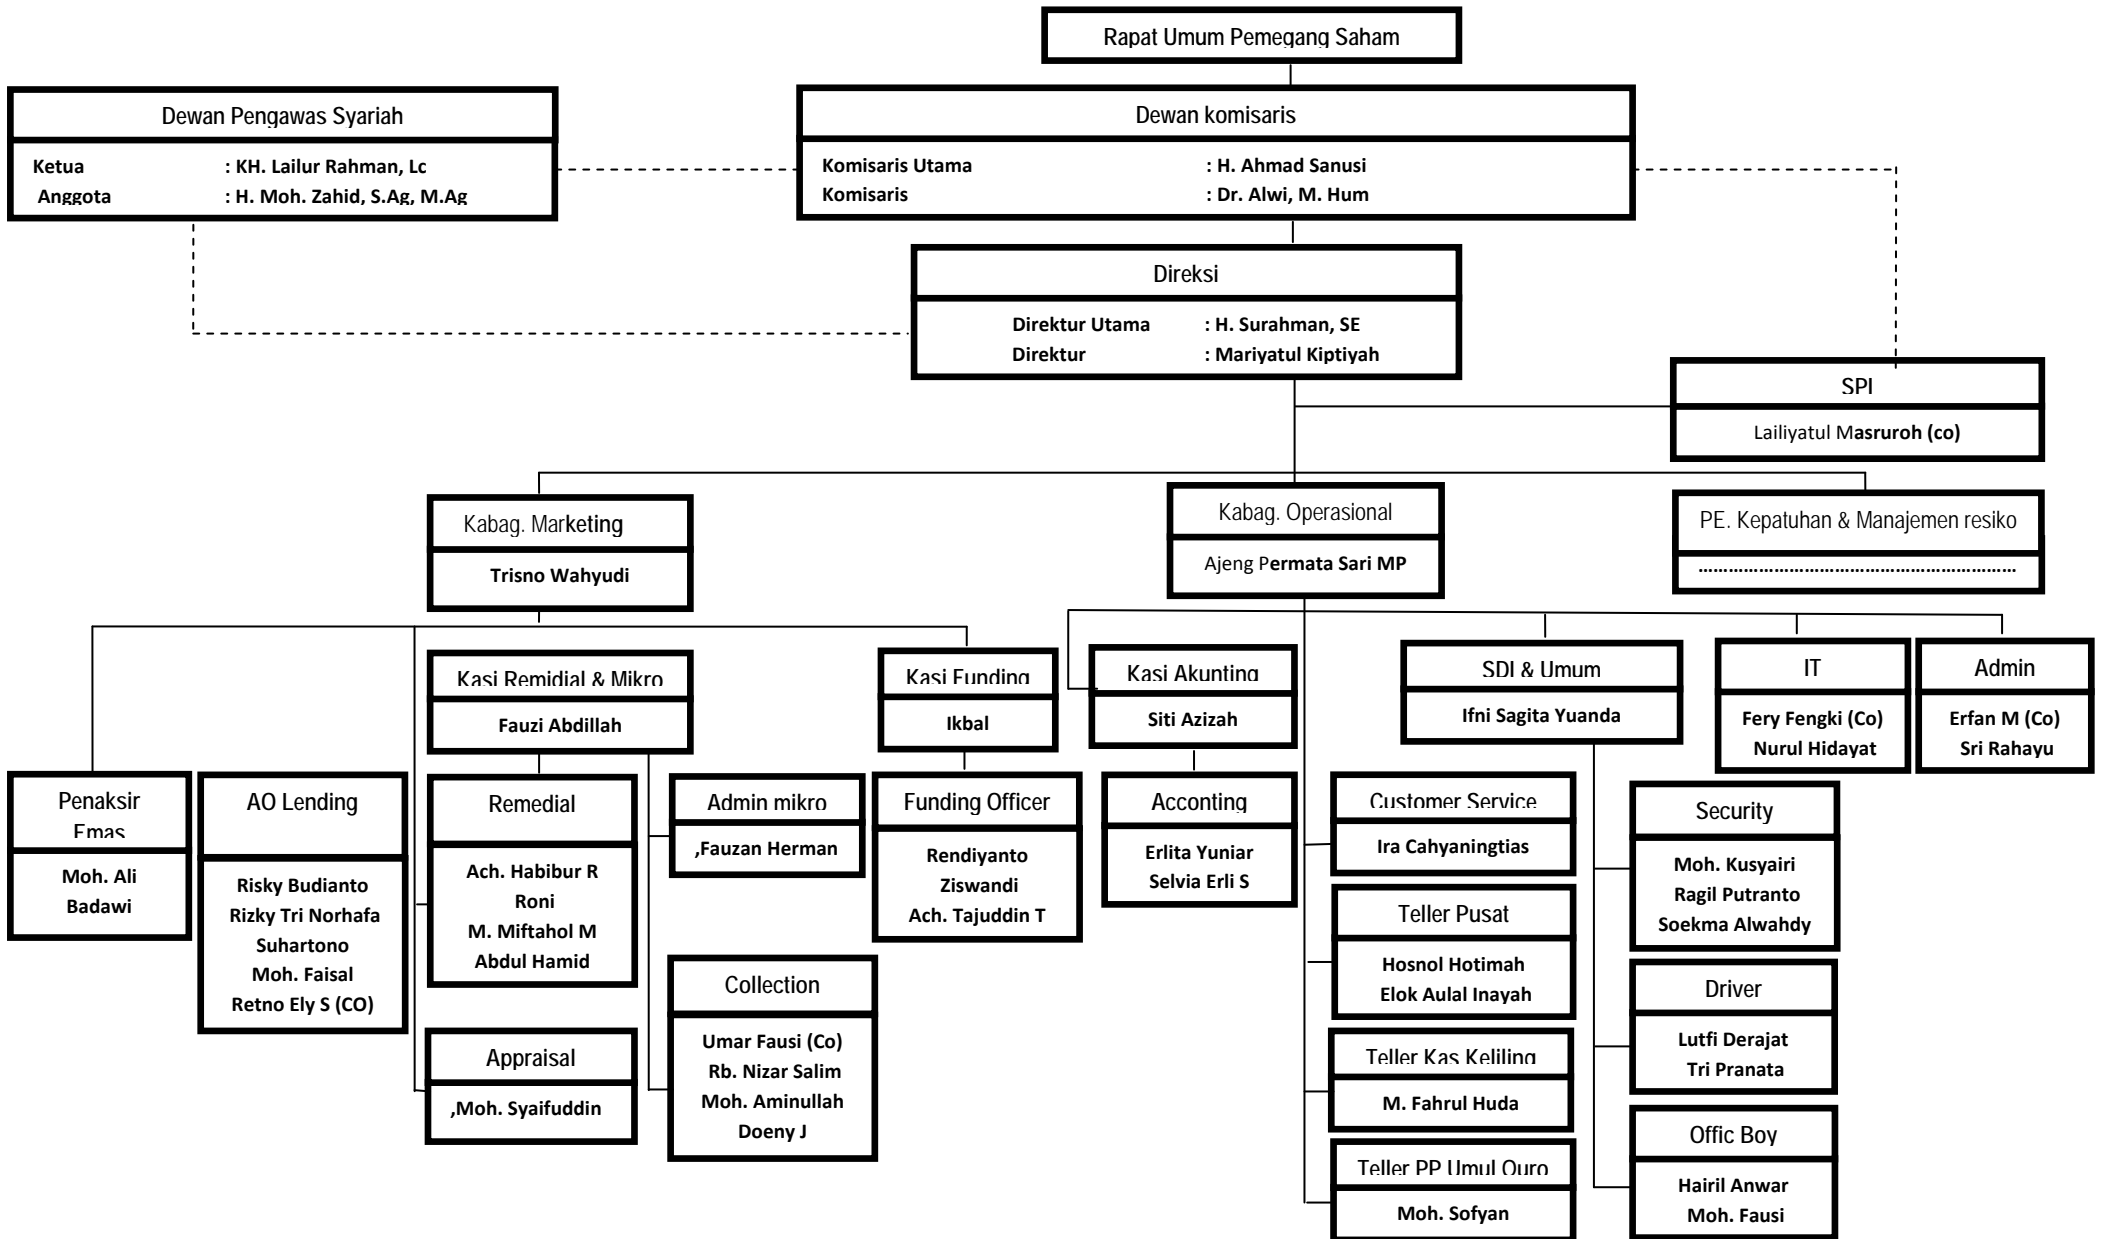 Rapat Umum Pemegang Saham
Dewan Pengawas Syariah
Ketua : KH. Lailur Rahman, Lc
Anggota : H. Moh. Zahid, S.Ag, M.Ag
Dewan komisaris
Komisaris Utama : H. Ahmad Sanusi
Komisaris : Dr. Alwi, M. Hum
Direksi
Direktur Utama : H. Surahman, SE
Direktur : Mariyatul Kiptiyah
SPI
Lailiyatul Masruroh (co)
Kabag. Marketing
Trisno Wahyudi
Kabag. Operasional
Ajeng Permata Sari MP
PE. Kepatuhan & Manajemen resiko
...........................................................
Kasi Remidial & Mikro
Fauzi Abdillah
Kasi Funding
Ikbal
Kasi Akunting
Siti Azizah
SDI & Umum
Ifni Sagita Yuanda
IT
Fery Fengki (Co)
Nurul Hidayat
Admin
Erfan M (Co)
Sri Rahayu
Penaksir
Emas
Moh. Ali
Badawi
AO Lending
Risky Budianto
Rizky Tri Norhafa
Suhartono
Moh. Faisal
Retno Ely S (CO)
Remedial
Ach. Habibur R
Roni
M. Miftahol M
Abdul Hamid
Admin mikro
,Fauzan Herman
Funding Officer
Rendiyanto
Ziswandi
Ach. Tajuddin T
Acconting
Erlita Yuniar
Selvia Erli S
Customer Service
Ira Cahyaningtias
Security
Moh. Kusyairi
Ragil Putranto
Soekma Alwahdy
Teller Pusat
Hosnol Hotimah
Elok Aulal Inayah
Collection
Umar Fausi (Co)
Rb. Nizar Salim
Moh. Aminullah
Doeny J
Driver
Lutfi Derajat
Tri Pranata
Appraisal
,Moh. Syaifuddin
Teller Kas Keliling
M. Fahrul Huda
Offic Boy
Hairil Anwar
Moh. Fausi
Teller PP Umul Quro
Moh. Sofyan